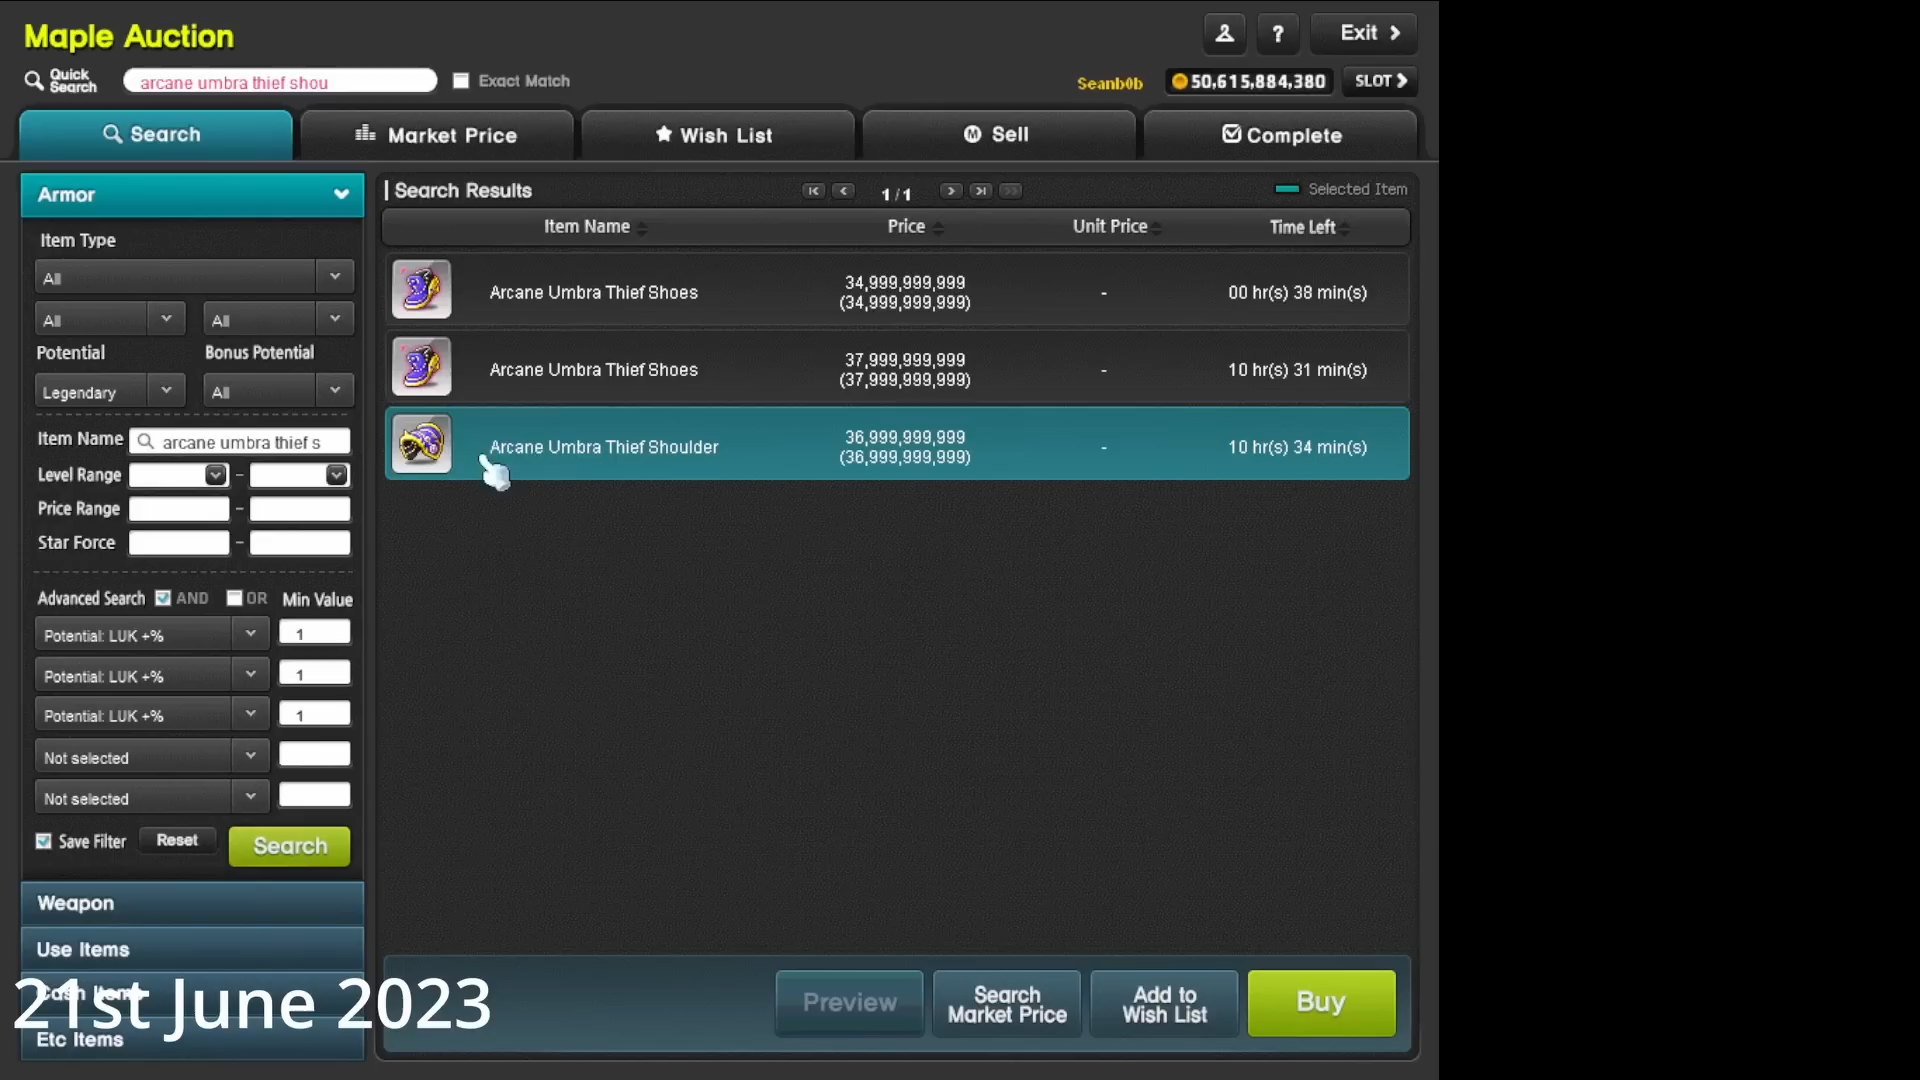 Maple Auction
?
Exit
Quick Search
arcane umbra thief shou
Exact Match
Seanb0b
50,615,884,380
SLOT
Search
Market Price
Wish List
Sell
Complete
Armor
Item Type
All
All
All
Potential
Bonus Potential
Legendary
All
Item Name
arcane umbra thief s
Level Range
-
Price Range
-
Star Force
-
Advanced Search
AND
OR
Min Value
Potential: LUK +%
1
Potential: LUK +%
1
Potential: LUK +%
1
Not selected
Not selected
Save Filter
Reset
Search
Weapon
Use Items
Cash Items
Etc Items
21st June 2023
Search Results
1 / 1
Selected Item
Item Name
Price
Unit Price
Time Left
Arcane Umbra Thief Shoes
34,999,999,999
(34,999,999,999)
-
00 hr(s) 38 min(s)
Arcane Umbra Thief Shoes
37,999,999,999
(37,999,999,999)
-
10 hr(s) 31 min(s)
Arcane Umbra Thief Shoulder
36,999,999,999
(36,999,999,999)
-
10 hr(s) 34 min(s)
Preview
Search
Market Price
Add to
Wish List
Buy